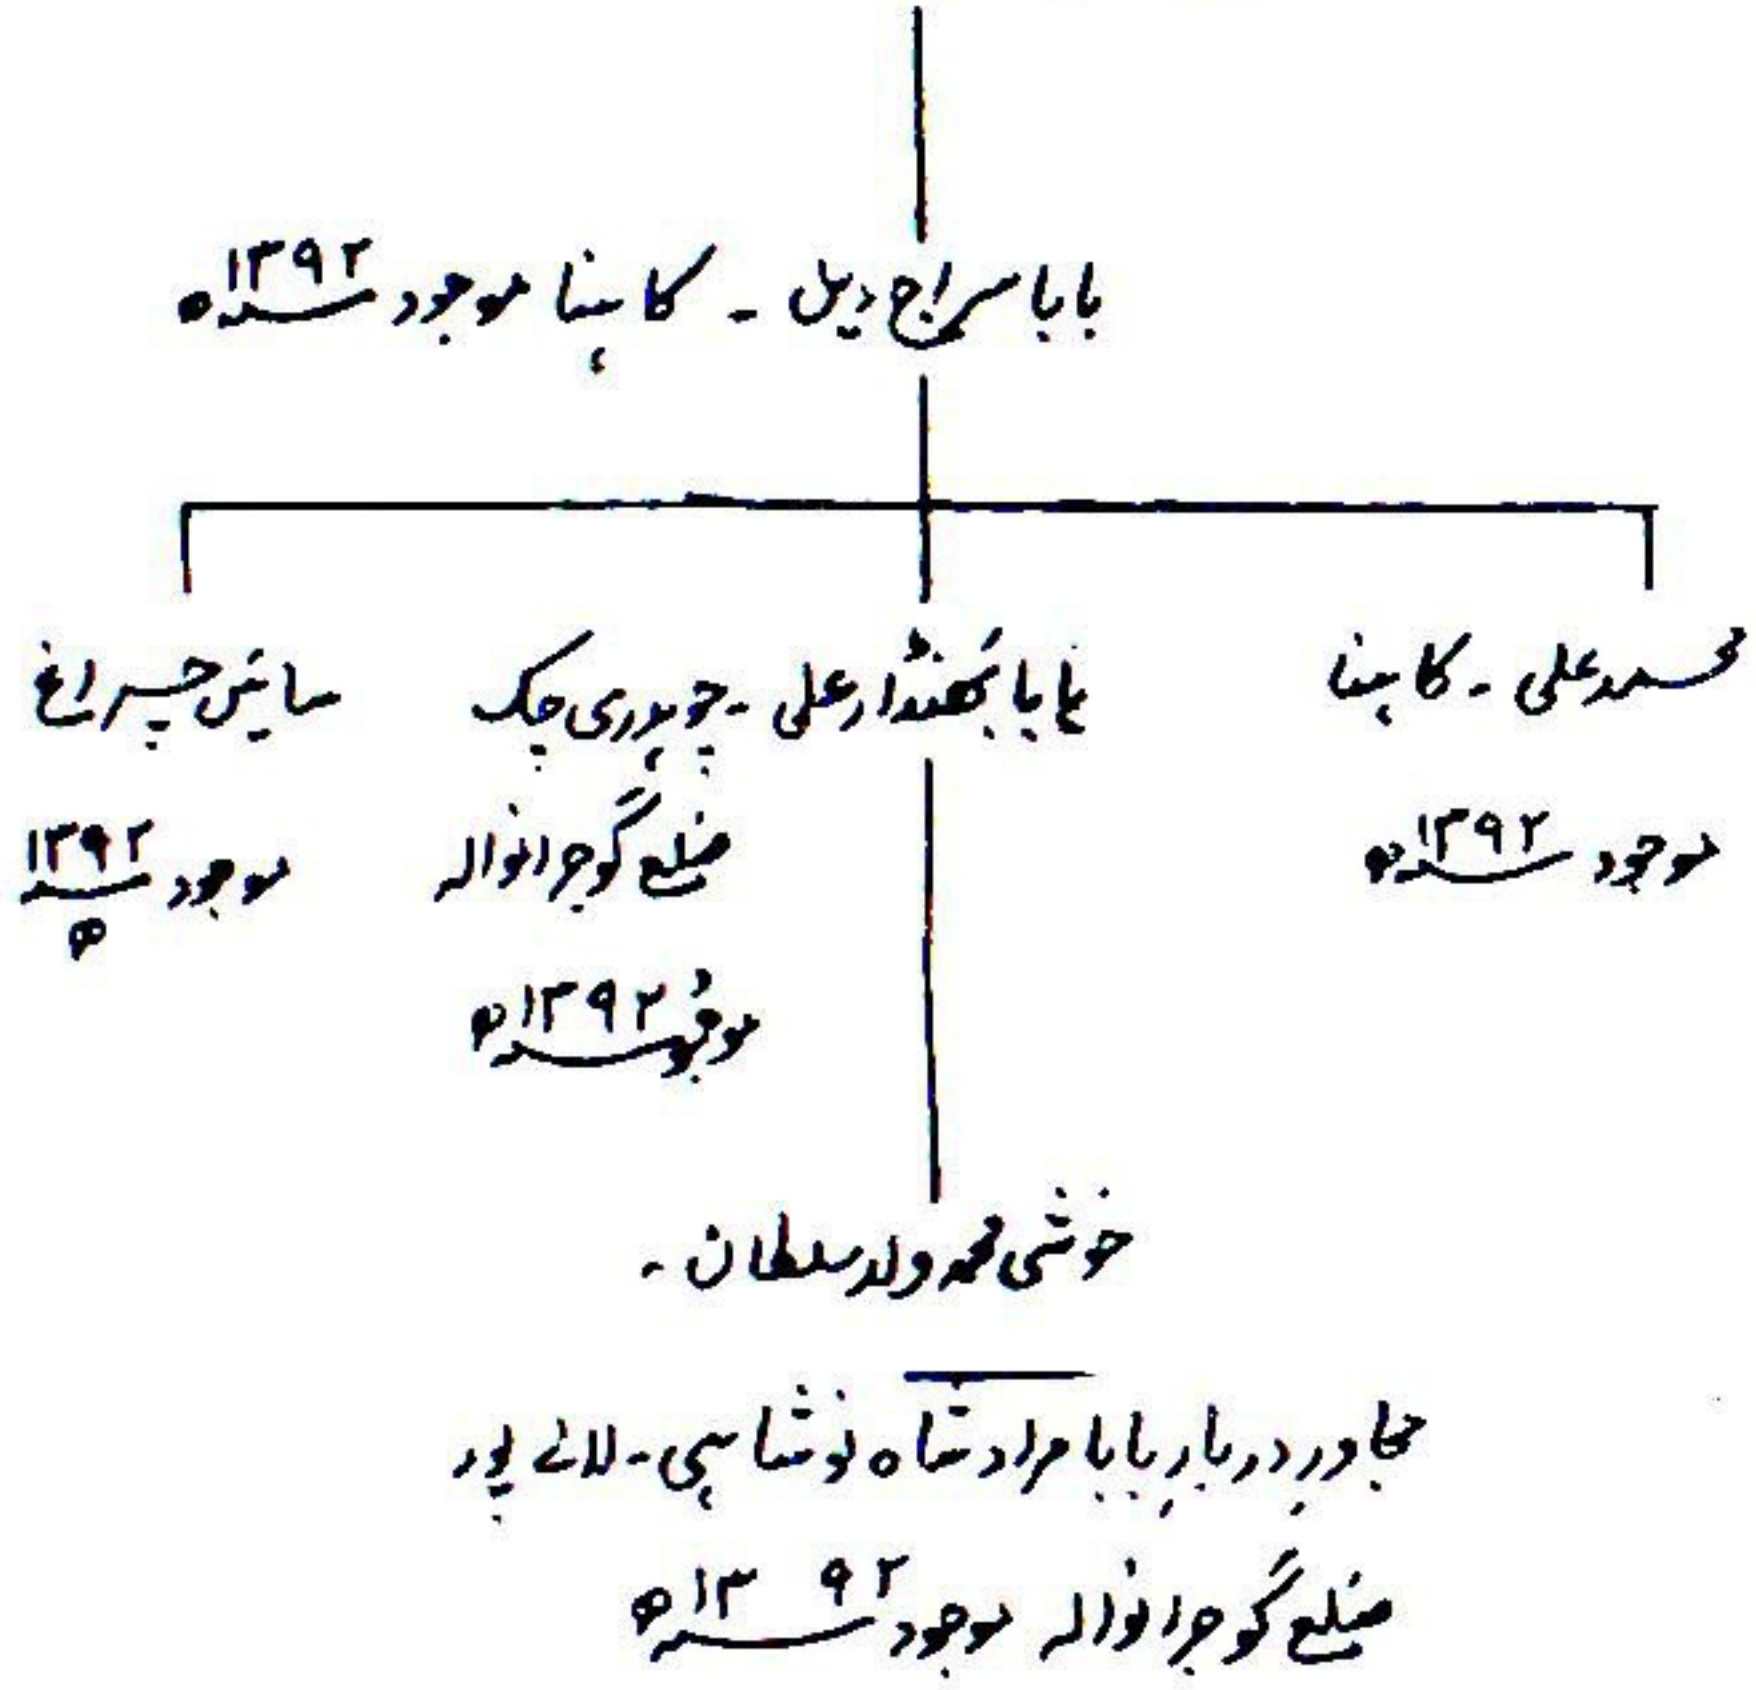 بابا سراج دین ۔ کاہنا موجود ۱۳۹۲ھ
محمد علی ۔ کاہنا
موجود ۱۳۹۲ھ
بابا بھنڈار علی ۔ چوہدری چک
ضلع گوجرانوالہ
موجود ۱۳۹۲ھ
سائیں چراغ
موجود ۱۳۹۲ھ
خوشی محمد ولد سلطان ۔
مجاورِ دربارِ بابا مراد شاہ نوشاہی ۔ لالے پور
ضلع گوجرانوالہ موجود ۱۳۹۲ھ